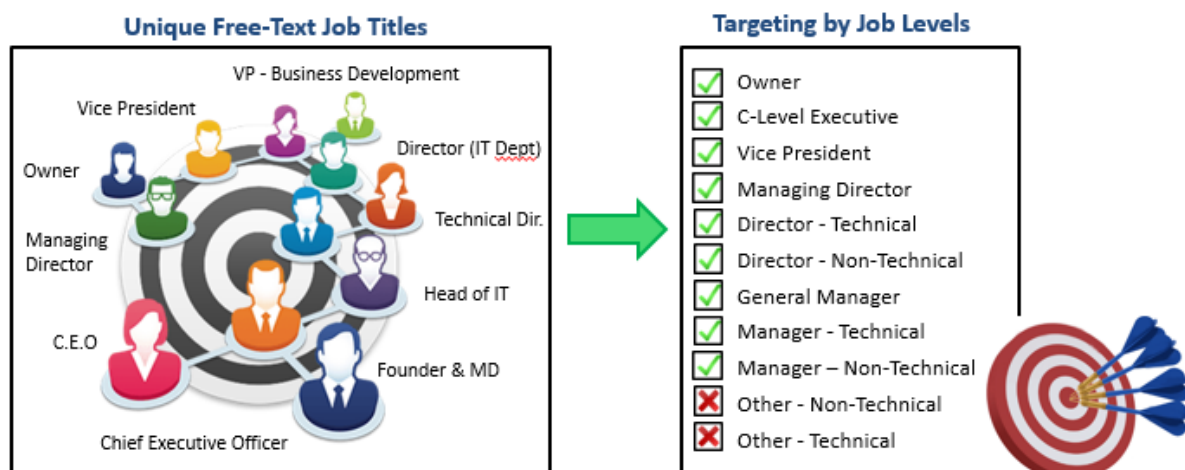 Unique Free-Text Job Titles
VP - Business Development
Vice President
Director (IT Dept)
Owner
Technical Dir.
Managing
Director
Head of IT
C.E.O
Founder & MD
Chief Executive Officer
Targeting by Job Levels
Owner
C-Level Executive
Vice President
Managing Director
Director - Technical
Director - Non-Technical
General Manager
Manager - Technical
Manager – Non-Technical
Other - Non-Technical
Other - Technical